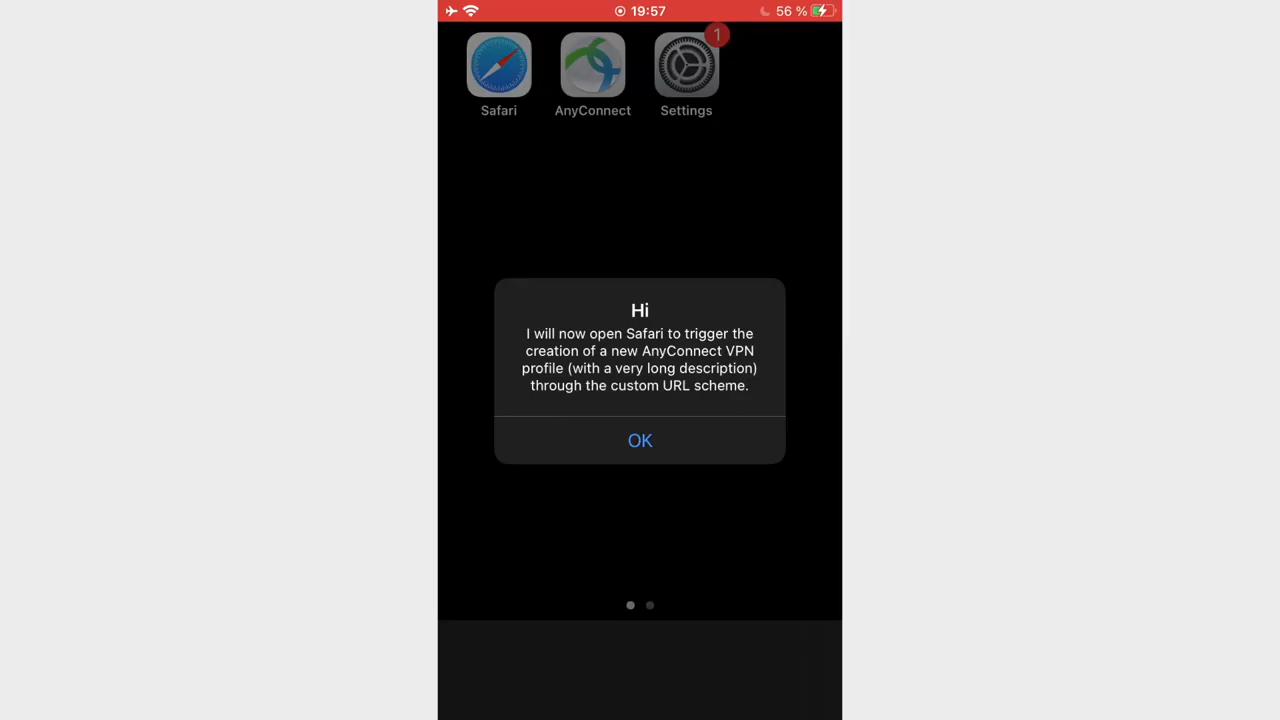 19:57
56 %
1
Safari
AnyConnect
Settings
Hi
I will now open Safari to trigger the
creation of a new AnyConnect VPN
profile (with a very long description)
through the custom URL scheme.
OK